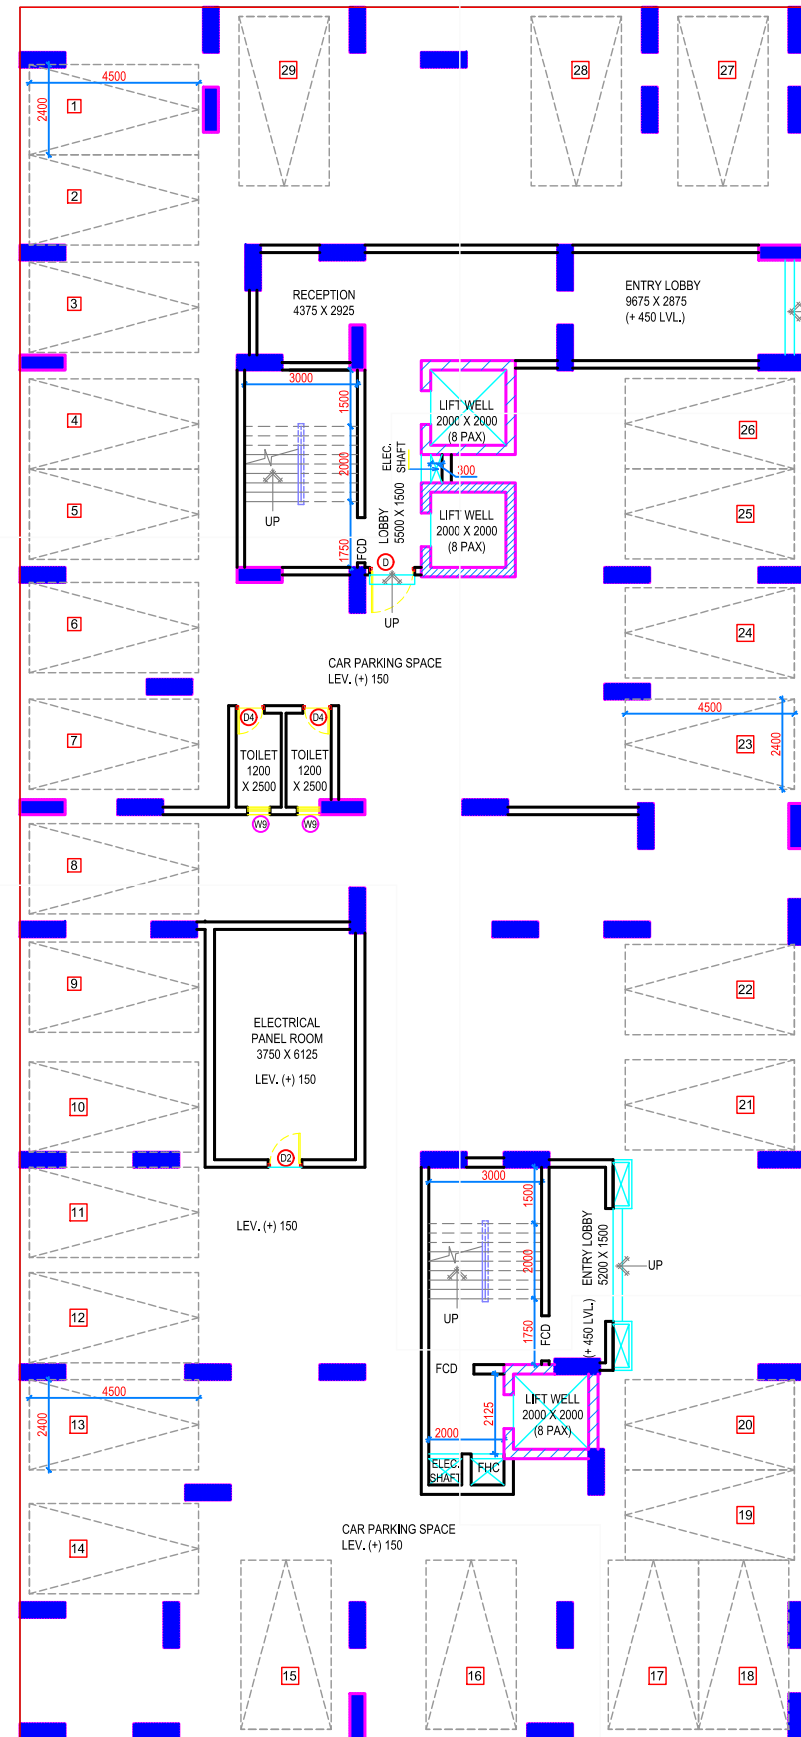 29
28
27
4500
1
2400
2
3
RECEPTION
4375 X 2925
ENTRY LOBBY
9675 X 2875
(+ 450 LVL.)
3000
1500
2000
1750
UP
4
5
ELEC.
SHAFT
LIFT WELL
2000 X 2000
(8 PAX)
300
LIFT WELL
2000 X 2000
(8 PAX)
LOBBY
5500 X 1500
FCD
D
UP
26
25
6
24
CAR PARKING SPACE
LEV. (+) 150
7
D4
D4
TOILET
1200
X 2500
TOILET
1200
X 2500
W9
W9
4500
23
2400
8
9
22
ELECTRICAL
PANEL ROOM
3750 X 6125
LEV. (+) 150
10
21
D2
11
LEV. (+) 150
3000
1500
2000
1750
UP
ENTRY LOBBY
5200 X 1500
(+ 450 LVL.)
UP
FCD
12
FCD
4500
13
2400
LIFT WELL
2000 X 2000
(8 PAX)
2125
2000
ELEC.
SHAFT
FHC
20
19
14
CAR PARKING SPACE
LEV. (+) 150
15
16
17
18